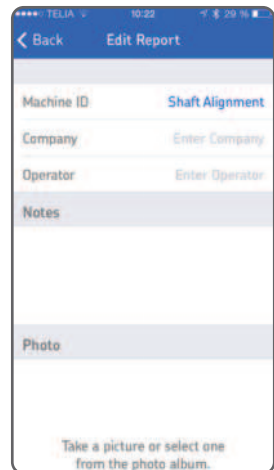 TELIA 10:22 29 %
Back Edit Report
Machine ID Shaft Alignment
Company Enter Company
Operator Enter Operator
Notes
Photo
Take a picture or select one
from the photo album.